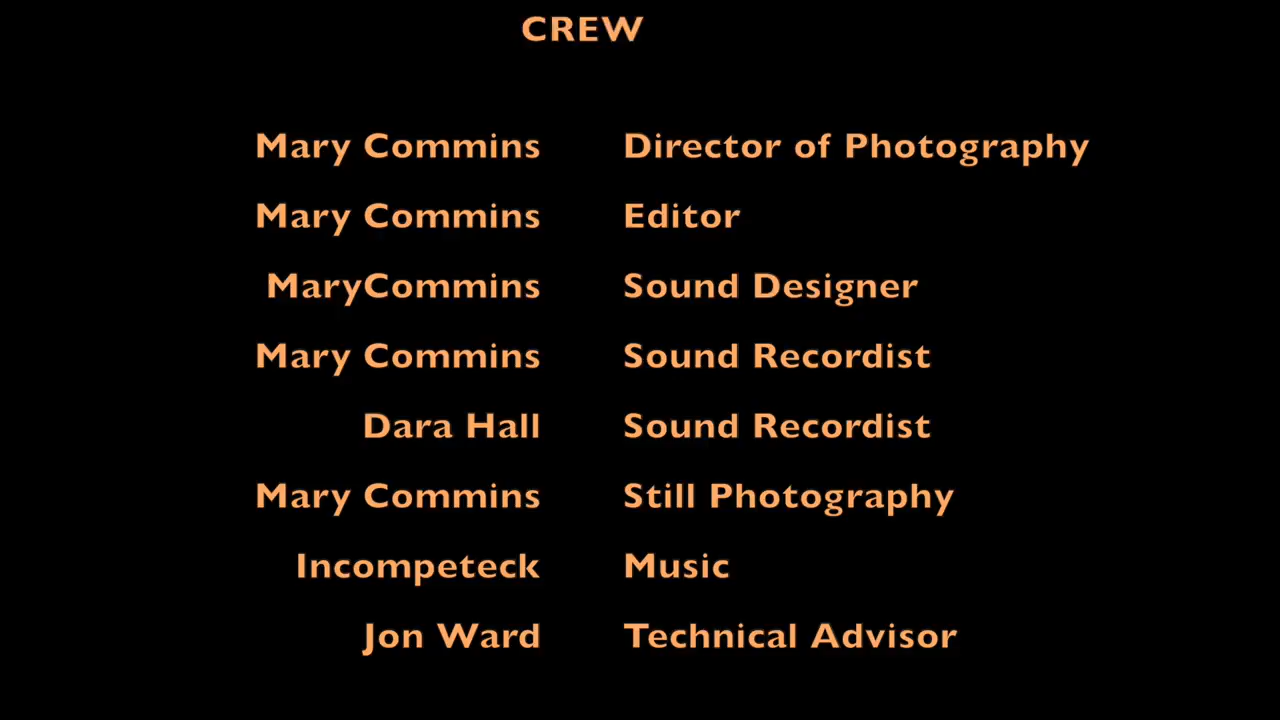 CREW
Mary Commins Director of Photography
Mary Commins Editor
MaryCommins Sound Designer
Mary Commins Sound Recordist
Dara Hall Sound Recordist
Mary Commins Still Photography
Incompeteck Music
Jon Ward Technical Advisor